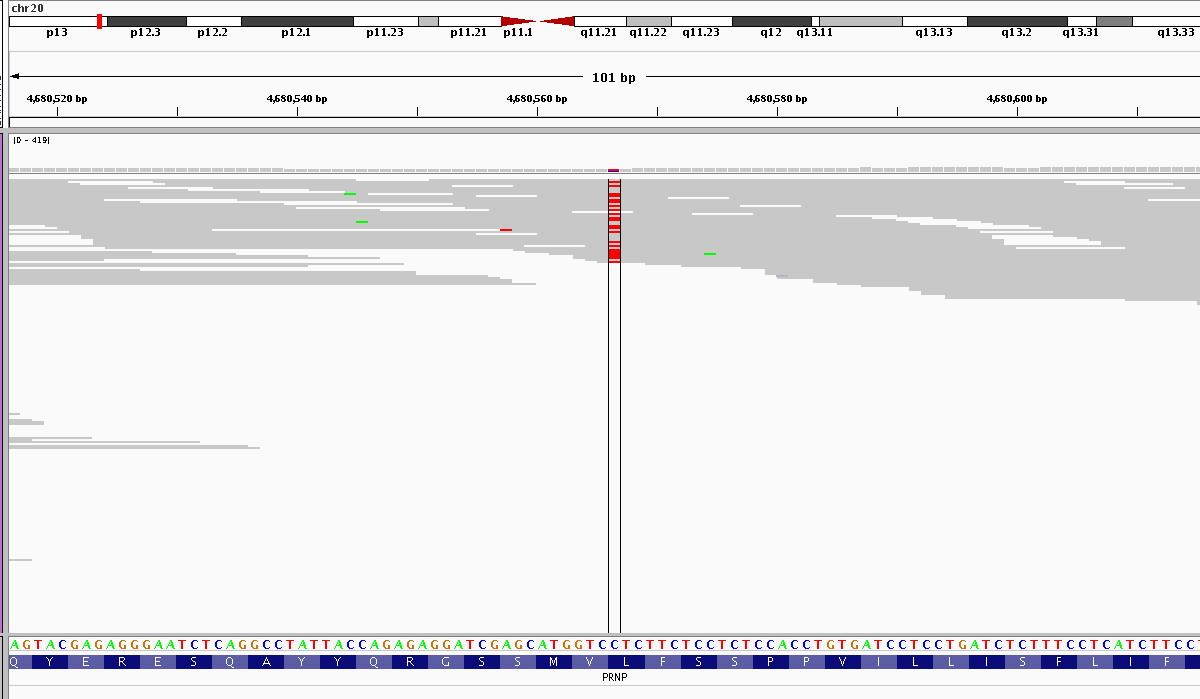 chr20
p13 p12.3 p12.2 p12.1 p11.23 p11.21 p11.1 q11.21 q11.22 q11.23 q12 q13.11 q13.13 q13.2 q13.31 q13.33
101 bp
4,680,520 bp 4,680,540 bp 4,680,560 bp 4,680,580 bp 4,680,600 bp
[0 - 419]
AGTACGAGAGGGAATCTCAGGCCTATTACCAGAGAGGATCGAGCATGGTCCTCTTCTCCTCTCCACCTGTGATCCTCCTGATCTCTTTCCTCATCTTCCT
Q Y E R E S Q A Y Y Q R G S S M V L F S S P P V I L L I S F L I F
PRNP